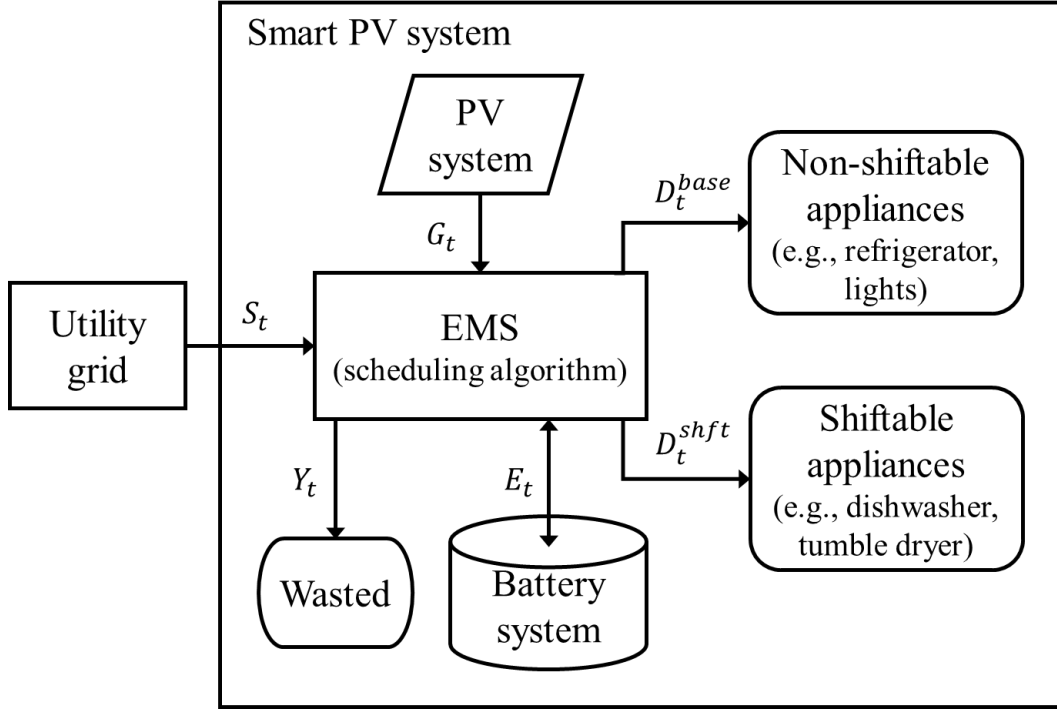 Smart PV system
PV
system
G_t
D_t^{base}
Non-shiftable
appliances
(e.g., refrigerator,
lights)
Utility
grid
S_t
EMS
(scheduling algorithm)
D_t^{shft}
Shiftable
appliances
(e.g., dishwasher,
tumble dryer)
Y_t
E_t
Wasted
Battery
system